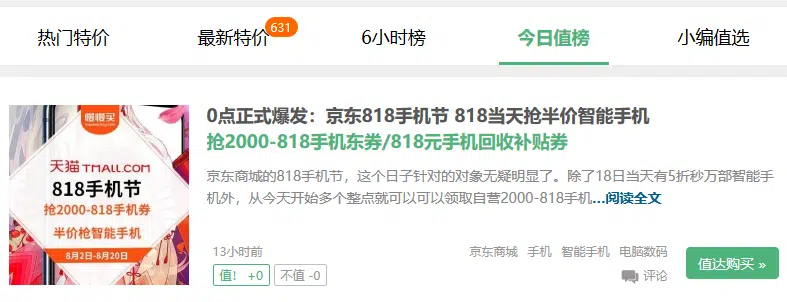 热门特价
最新特价
631
6小时榜
今日值榜
小编值选
慢慢买
天猫 TMALL.COM
818手机节
抢2000-818手机券
半价枪智能手机
8月2日-8月20日
0点正式爆发：京东818手机节 818当天抢半价智能手机
抢2000-818手机东券/818元手机回收补贴券
京东商城的818手机节，这个日子针对的对象无疑明显了。除了18日当天有5折秒万部智能手
机外，从今天开始多个整点就可以可以领取自营2000-818手机...阅读全文
13小时前
京东商城 手机 智能手机 电脑数码
值！ +0
不值 -0
评论
值达购买 »